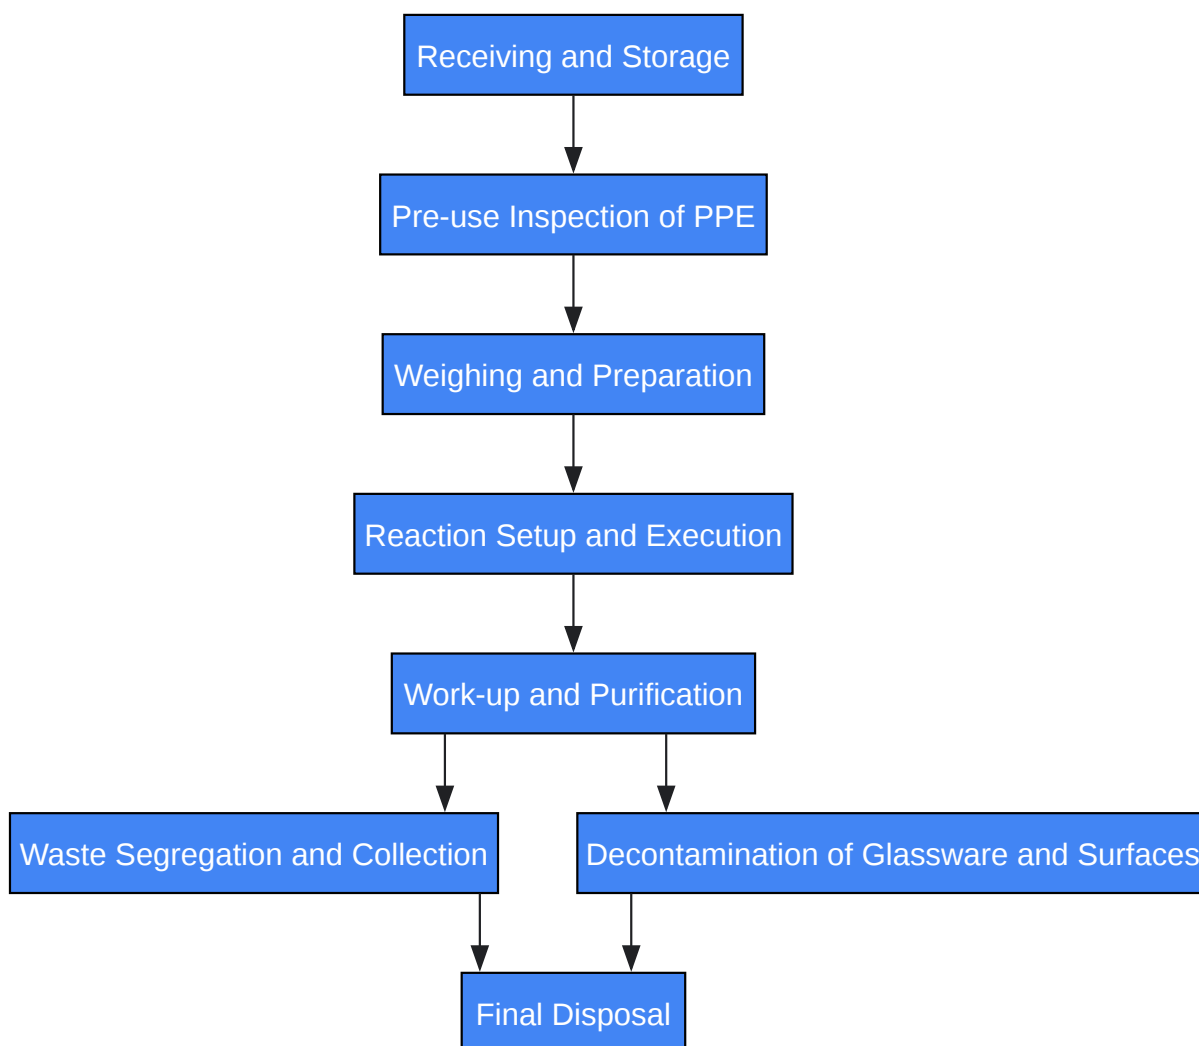 Receiving and Storage
Pre-use Inspection of PPE
Weighing and Preparation
Reaction Setup and Execution
Work-up and Purification
Waste Segregation and Collection
Decontamination of Glassware and Surfaces
Final Disposal